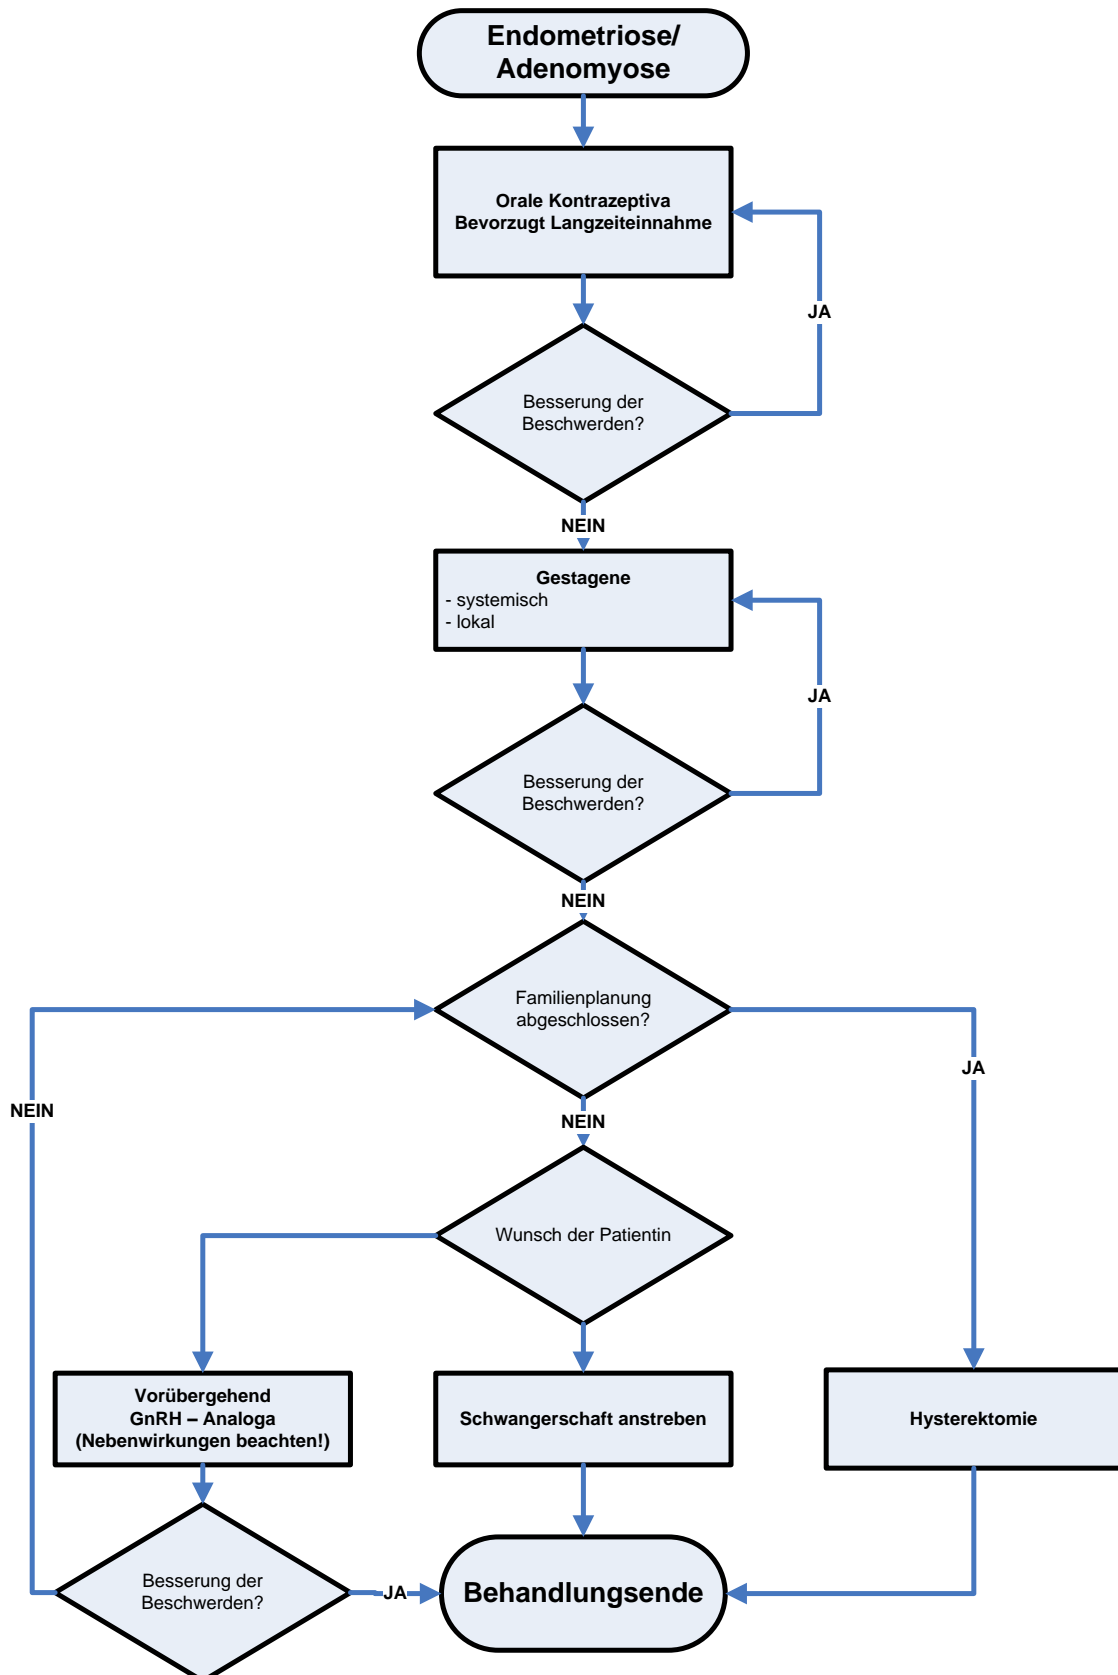 Endometriose/
Adenomyose
Orale Kontrazeptiva
Bevorzugt Langzeiteinnahme
JA
Besserung der
Beschwerden?
NEIN
Gestagene
- systemisch
- lokal
JA
Besserung der
Beschwerden?
NEIN
Familienplanung
abgeschlossen?
JA
NEIN
NEIN
Wunsch der Patientin
Vorübergehend
GnRH – Analoga
(Nebenwirkungen beachten!)
Schwangerschaft anstreben
Hysterektomie
Besserung der
Beschwerden?
JA
Behandlungsende